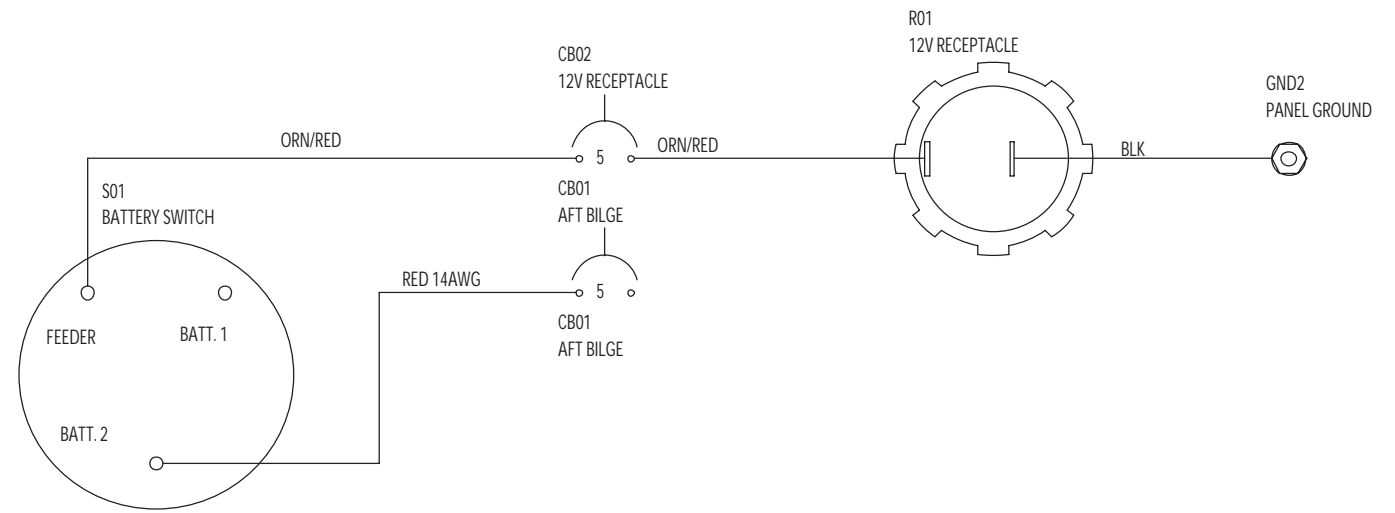 R01
12V RECEPTACLE
CB02
12V RECEPTACLE
GND2
PANEL GROUND
ORN/RED
5
ORN/RED
BLK
S01
BATTERY SWITCH
CB01
AFT BILGE
RED 14AWG
5
FEEDER
BATT. 1
CB01
AFT BILGE
BATT. 2